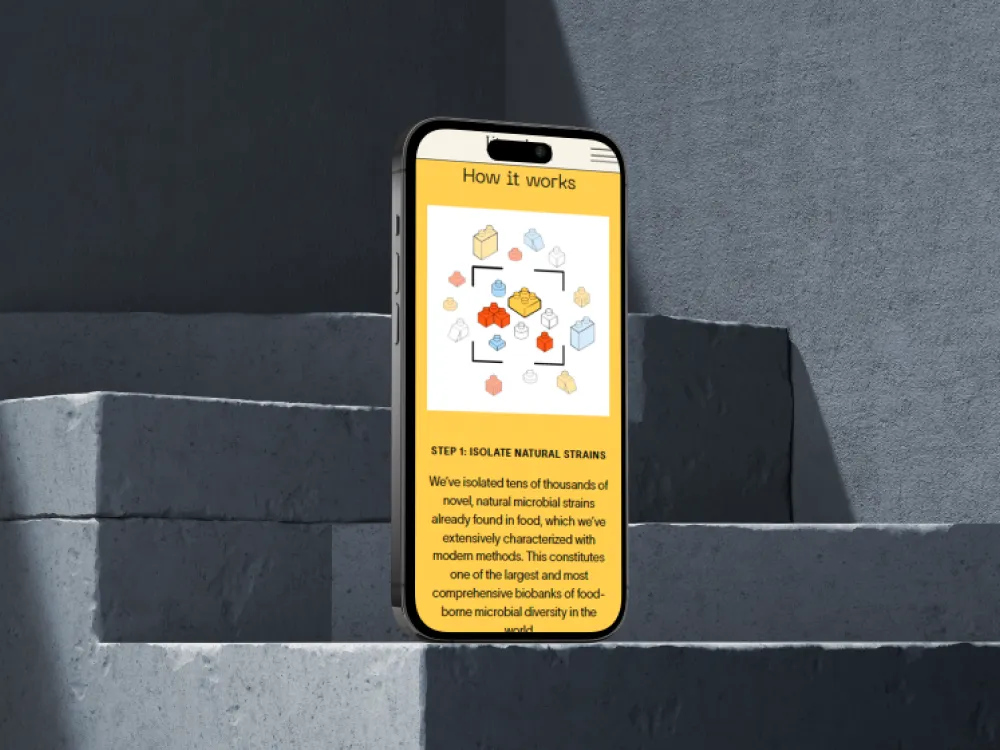 How it works
STEP 1: ISOLATE NATURAL STRAINS
We've isolated tens of thousands of
novel, natural microbial strains
already found in food, which we've
extensively characterized with
modern methods. This constitutes
one of the largest and most
comprehensive biobanks of food-
borne microbial diversity in the
world.